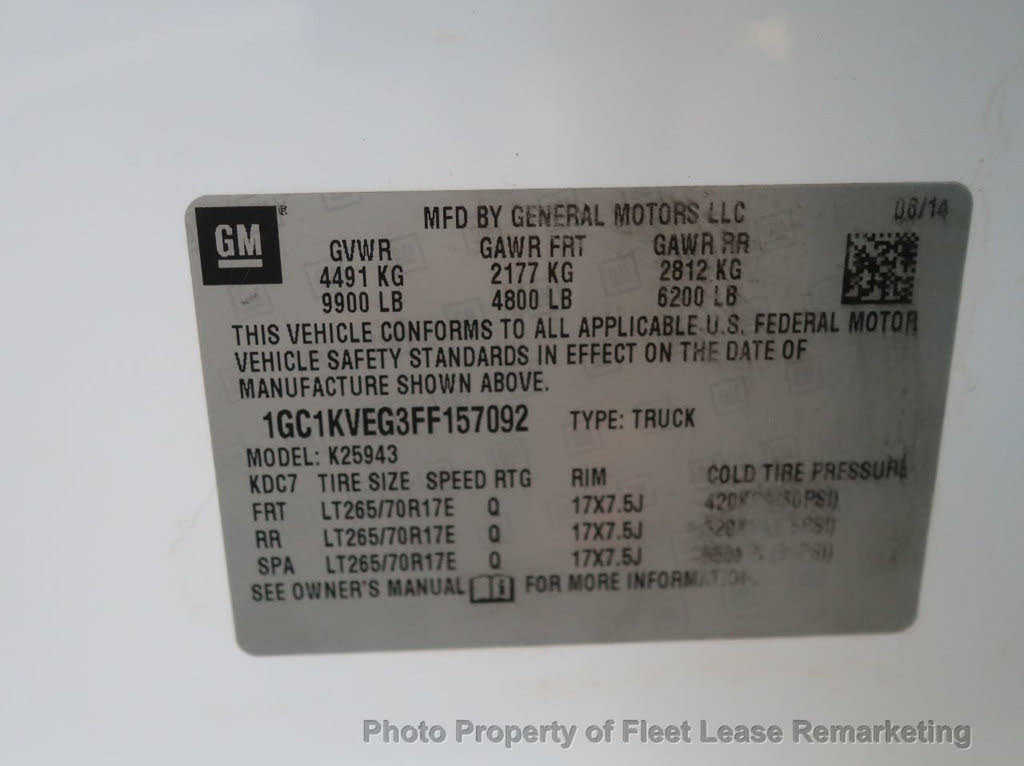 GM ® MFD BY GENERAL MOTORS LLC 06/14
GVWR GAWR FRT GAWR RR
4491 KG 2177 KG 2812 KG
9900 LB 4800 LB 6200 LB
THIS VEHICLE CONFORMS TO ALL APPLICABLE U.S. FEDERAL MOTOR
VEHICLE SAFETY STANDARDS IN EFFECT ON THE DATE OF
MANUFACTURE SHOWN ABOVE.
1GC1KVEG3FF157092 TYPE: TRUCK
MODEL: K25943
KDC7 TIRE SIZE SPEED RTG RIM COLD TIRE PRESSURE
FRT LT265/70R17E Q 17X7.5J
RR LT265/70R17E Q 17X7.5J
SPA LT265/70R17E Q 17X7.5J
SEE OWNER'S MANUAL FOR MORE INFORMATION.
Photo Property of Fleet Lease Remarketing